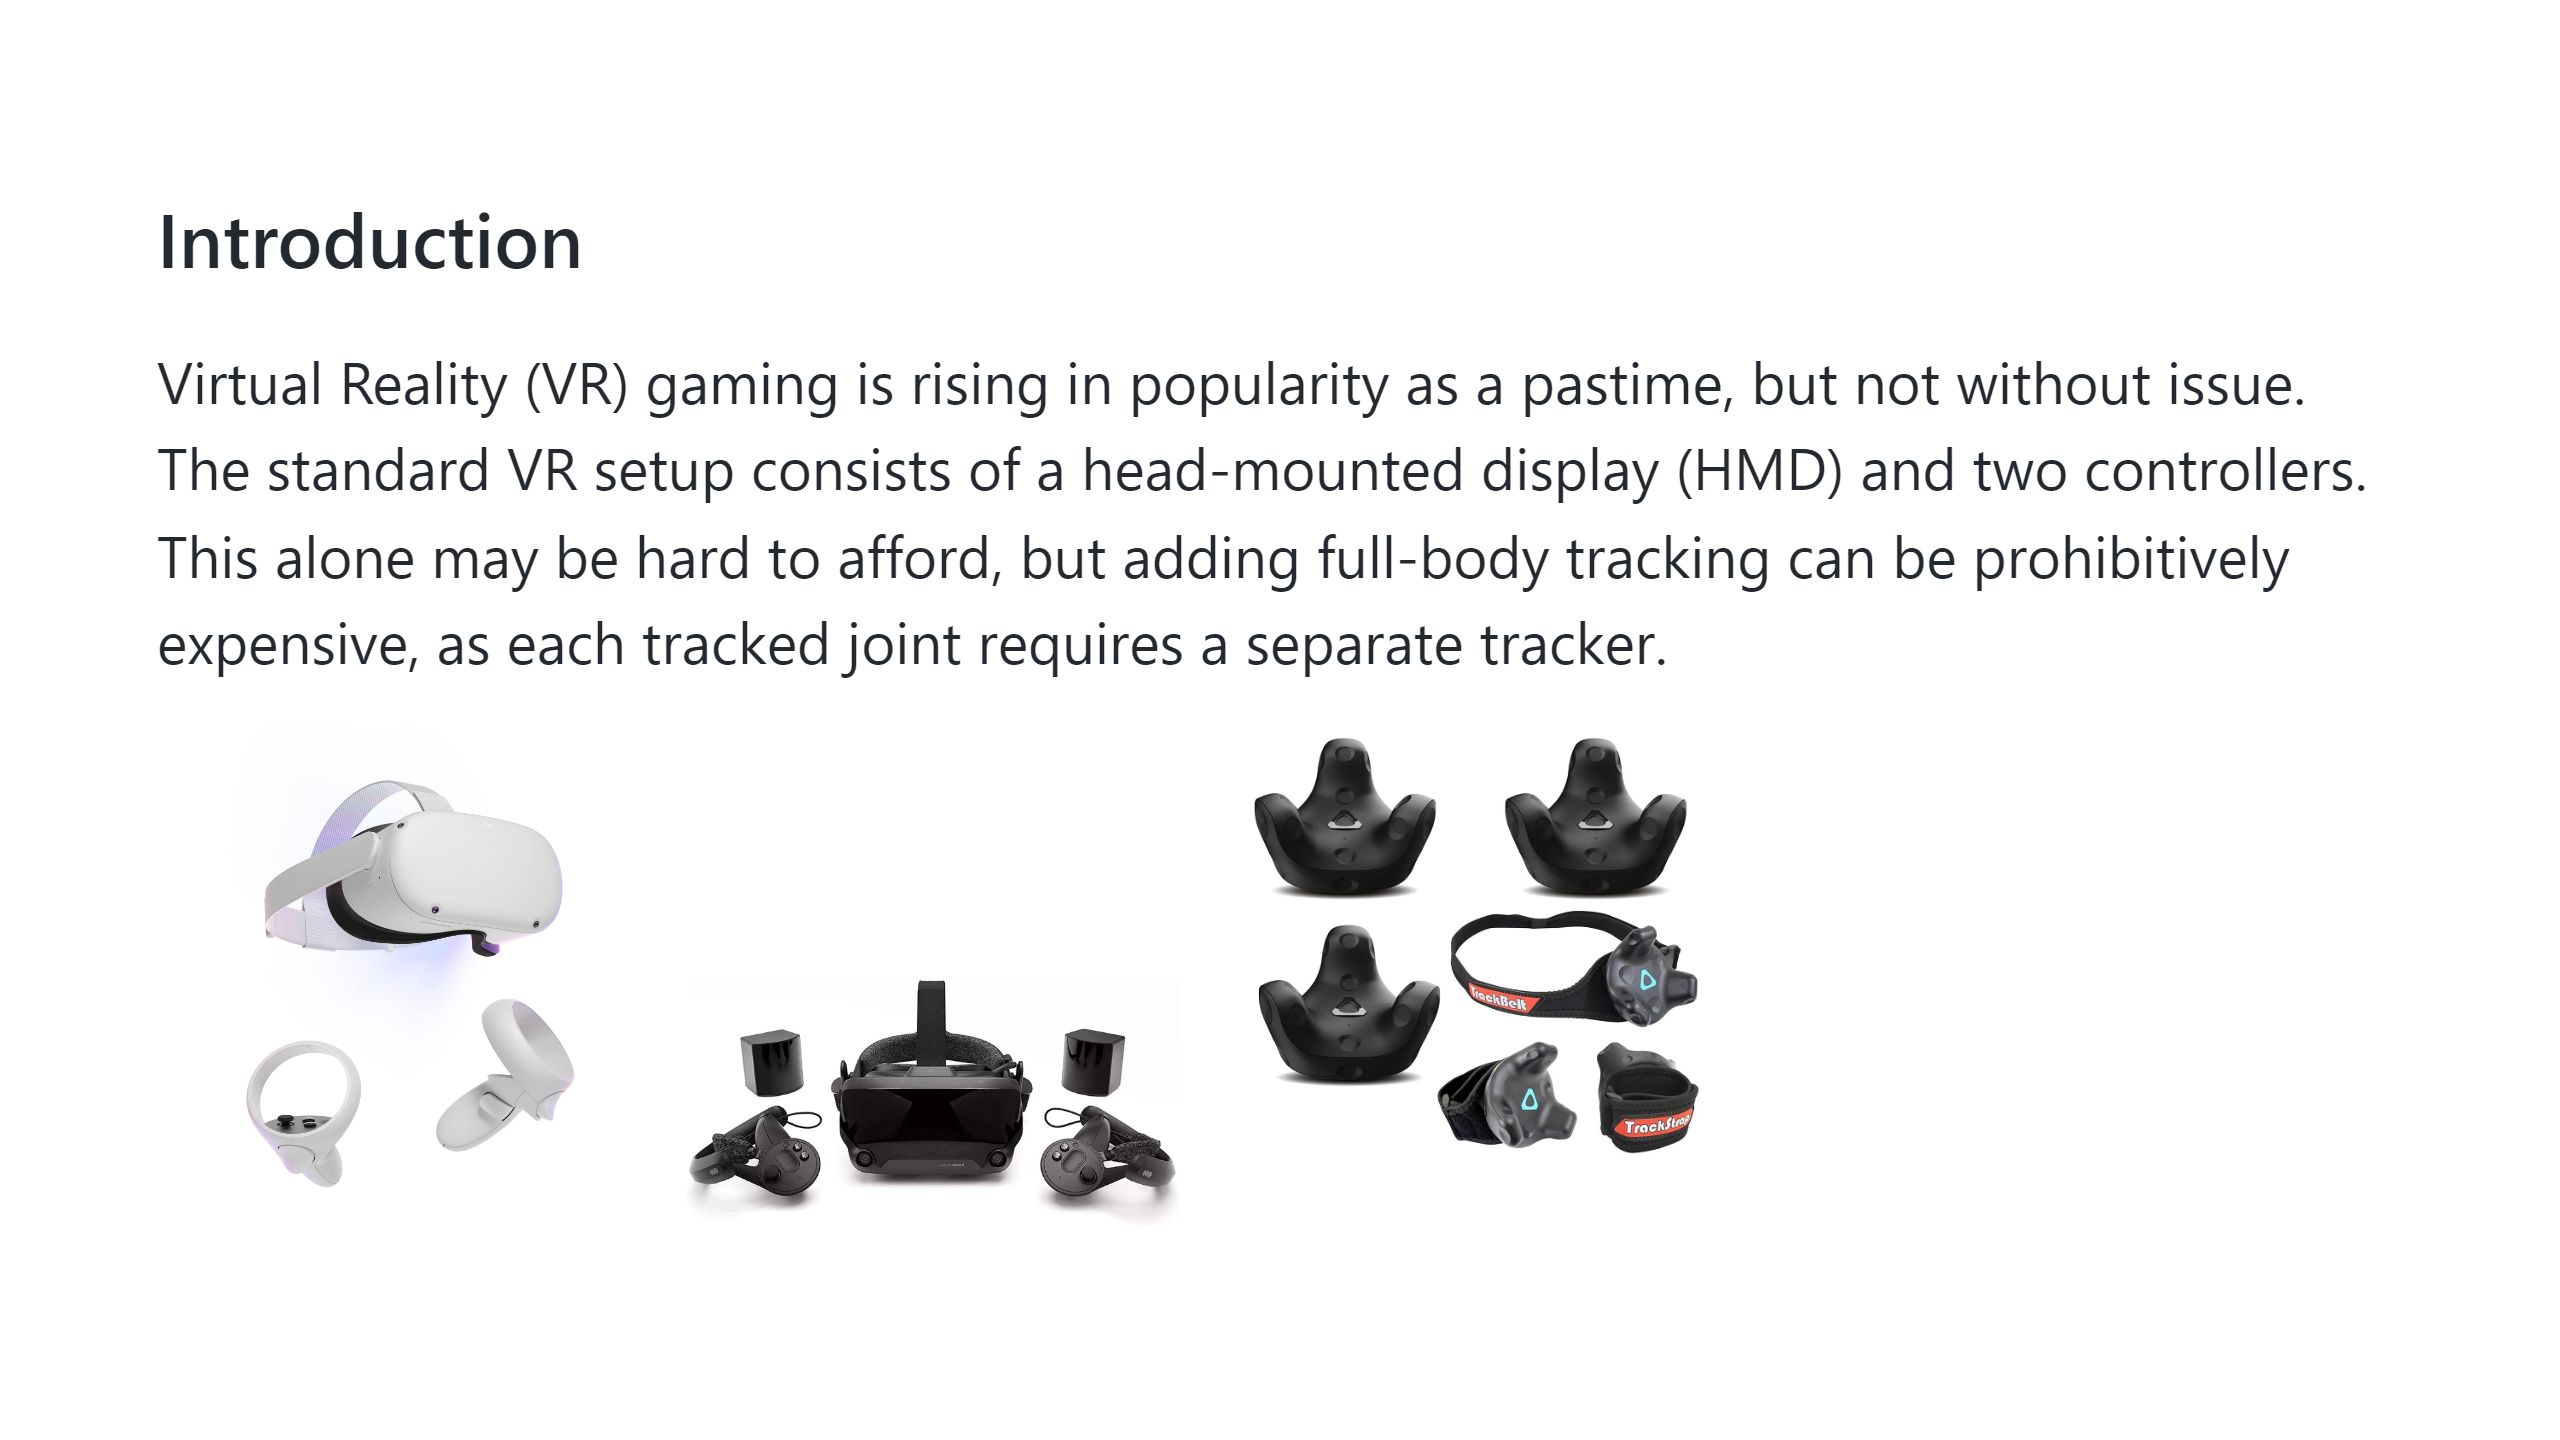 Introduction
Virtual Reality (VR) gaming is rising in popularity as a pastime, but not without issue.
The standard VR setup consists of a head-mounted display (HMD) and two controllers.
This alone may be hard to afford, but adding full-body tracking can be prohibitively
expensive, as each tracked joint requires a separate tracker.
TrackBelt
TrackStrap